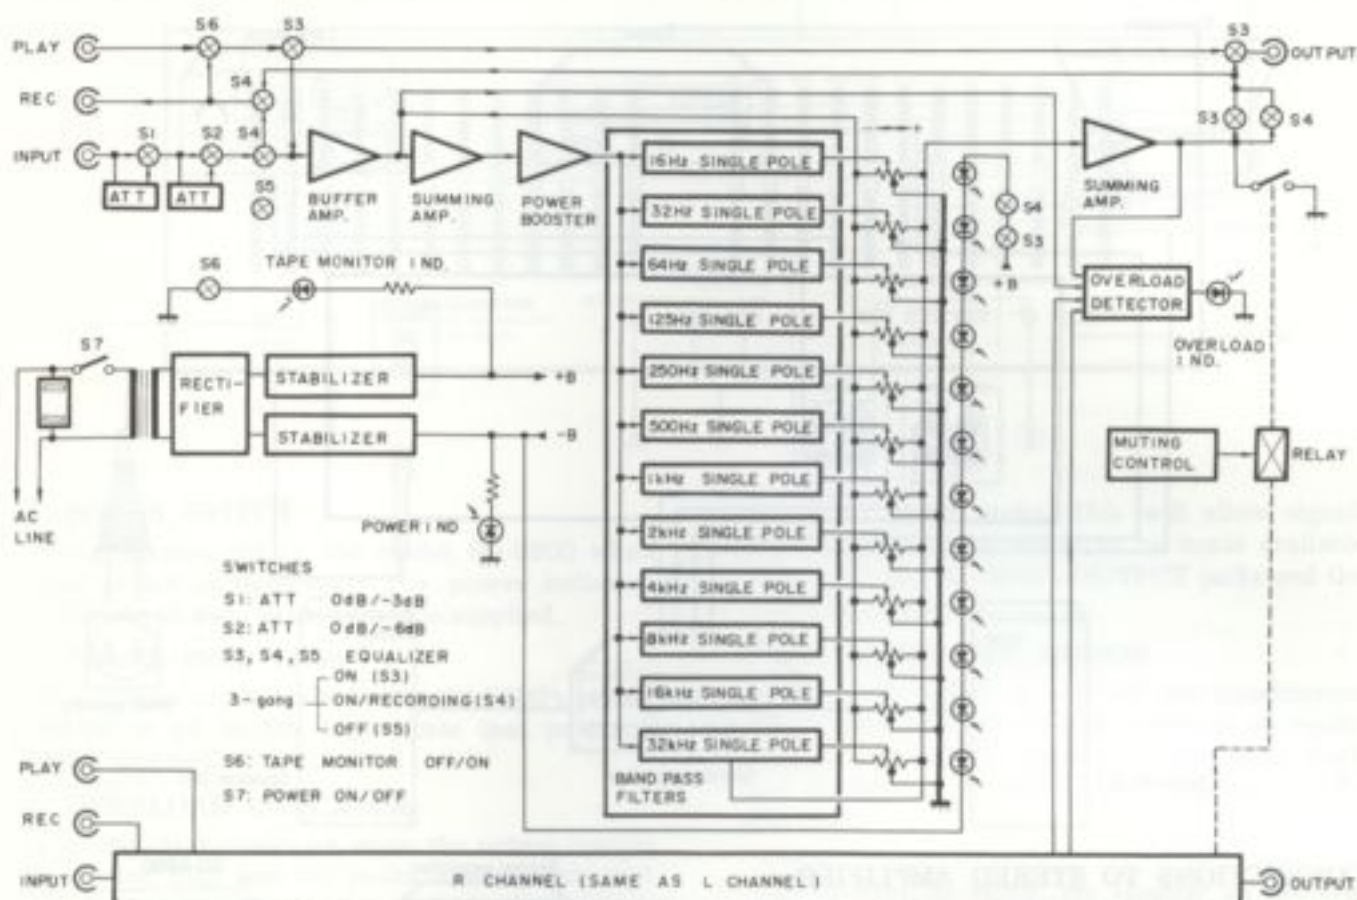 S6 S3 S3
PLAY OUTPUT
S4
REC
S3 S4
S1 S2 S4
INPUT
ATT ATT
S5
BUFFER AMP.
SUMMING AMP.
POWER BOOSTER
16Hz SINGLE POLE
32Hz SINGLE POLE
64Hz SINGLE POLE
125Hz SINGLE POLE
250Hz SINGLE POLE
500Hz SINGLE POLE
1kHz SINGLE POLE
2kHz SINGLE POLE
4kHz SINGLE POLE
8kHz SINGLE POLE
16kHz SINGLE POLE
32kHz SINGLE POLE
BAND PASS
FILTERS
- +
S4
S3
+B
SUMMING
AMP.
OVERLOAD
DETECTOR
OVERLOAD
IND.
MUTING
CONTROL
RELAY
S6 TAPE MONITOR IND.
S7
RECTI-
FIER
STABILIZER +B
STABILIZER -B
AC
LINE
POWER IND
SWITCHES
S1: ATT 0dB/-3dB
S2: ATT 0dB/-6dB
S3, S4, S5 EQUALIZER
ON (S3)
3-gang ON/RECORDING(S4)
OFF(S5)
S6: TAPE MONITOR OFF/ON
S7: POWER ON/OFF
PLAY
REC
INPUT
R CHANNEL (SAME AS L CHANNEL)
OUTPUT